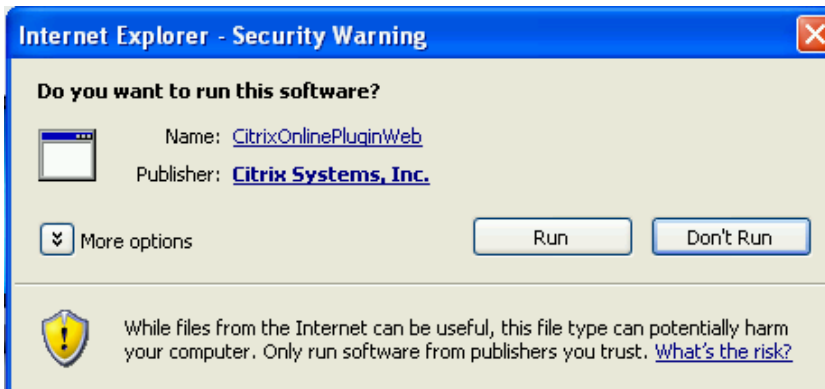 Internet Explorer - Security Warning
Do you want to run this software?
Name: CitrixOnlinePluginWeb
Publisher: Citrix Systems, Inc.
More options
Run
Don't Run
While files from the Internet can be useful, this file type can potentially harm
your computer. Only run software from publishers you trust. What's the risk?